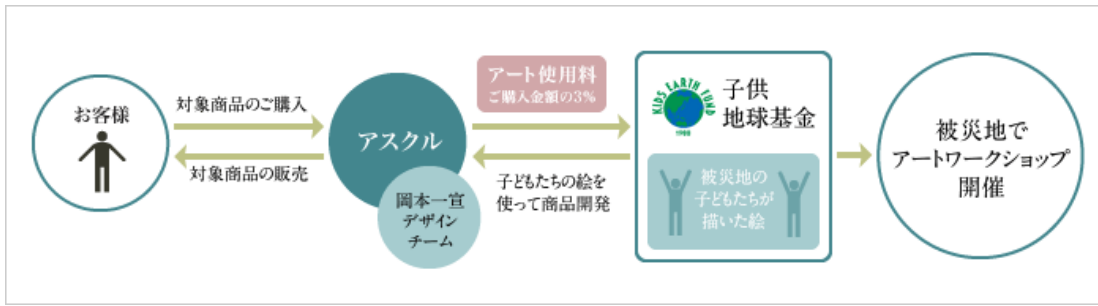 お客様
対象商品のご購入
対象商品の販売
アスクル
岡本一宣
デザイン
チーム
アート使用料
ご購入金額の3%
子どもたちの絵を
使って商品開発
KIDS EARTH FUND
1988
子供
地球基金
被災地の
子どもたちが
描いた絵
被災地で
アートワークショップ
開催